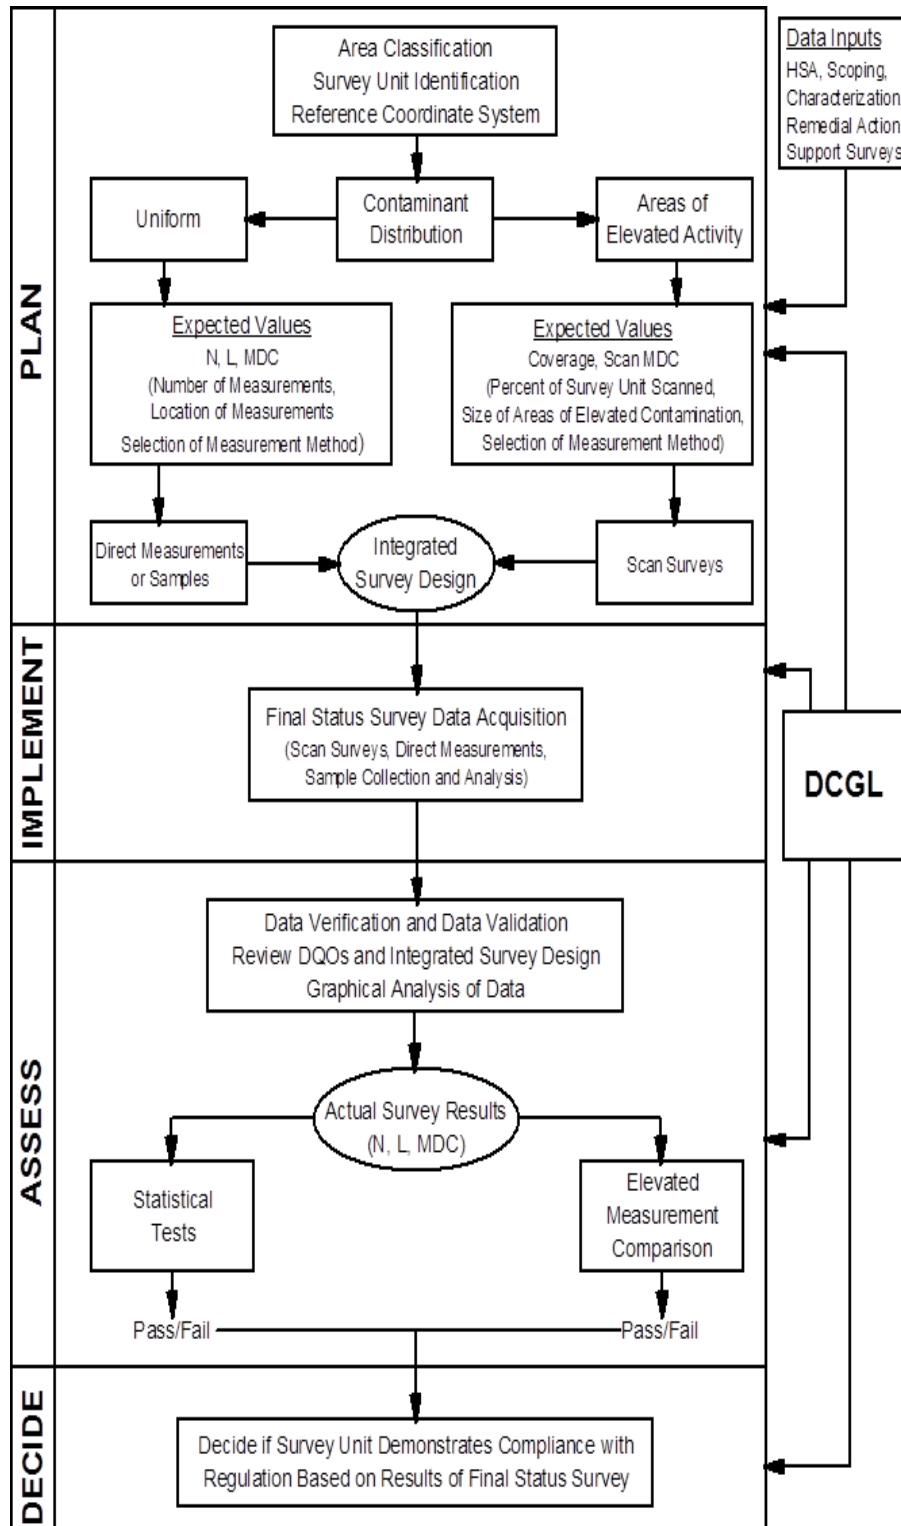 PLAN
Area Classification
Survey Unit Identification
Reference Coordinate System
Data Inputs
HSA, Scoping,
Characterization
Remedial Action
Support Surveys
Uniform
Contaminant
Distribution
Areas of
Elevated Activity
Expected Values
N, L, MDC
(Number of Measurements,
Location of Measurements
Selection of Measurement Method)
Expected Values
Coverage, Scan MDC
(Percent of Survey Unit Scanned,
Size of Areas of Elevated Contamination,
Selection of Measurement Method)
Direct Measurements
or Samples
Integrated
Survey Design
Scan Surveys
IMPLEMENT
Final Status Survey Data Acquisition
(Scan Surveys, Direct Measurements,
Sample Collection and Analysis)
DCGL
ASSESS
Data Verification and Data Validation
Review DQOs and Integrated Survey Design
Graphical Analysis of Data
Actual Survey Results
(N, L, MDC)
Statistical
Tests
Elevated
Measurement
Comparison
Pass/Fail
Pass/Fail
DECIDE
Decide if Survey Unit Demonstrates Compliance with
Regulation Based on Results of Final Status Survey